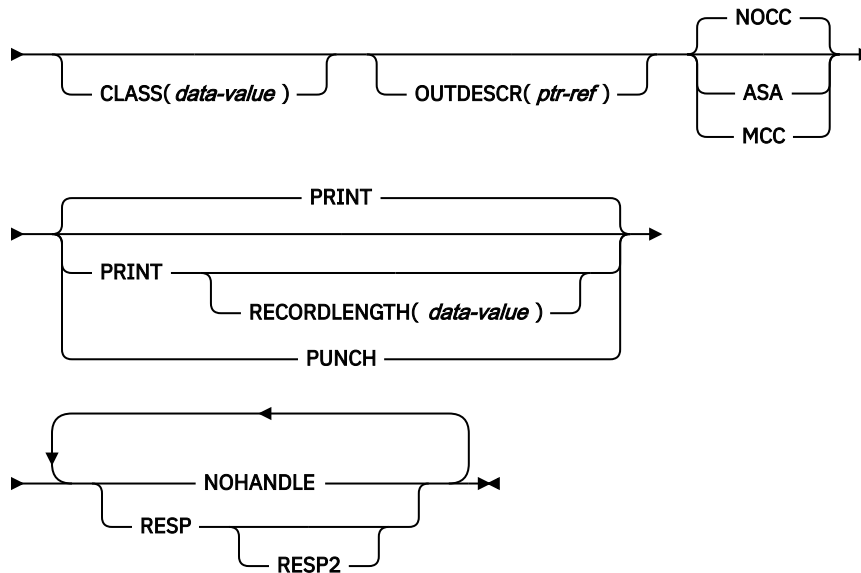 NOCC
CLASS( data-value ) OUTDESCR( ptr-ref ) ASA
MCC
PRINT
PRINT
RECORDLENGTH( data-value )
PUNCH
NOHANDLE
RESP
RESP2